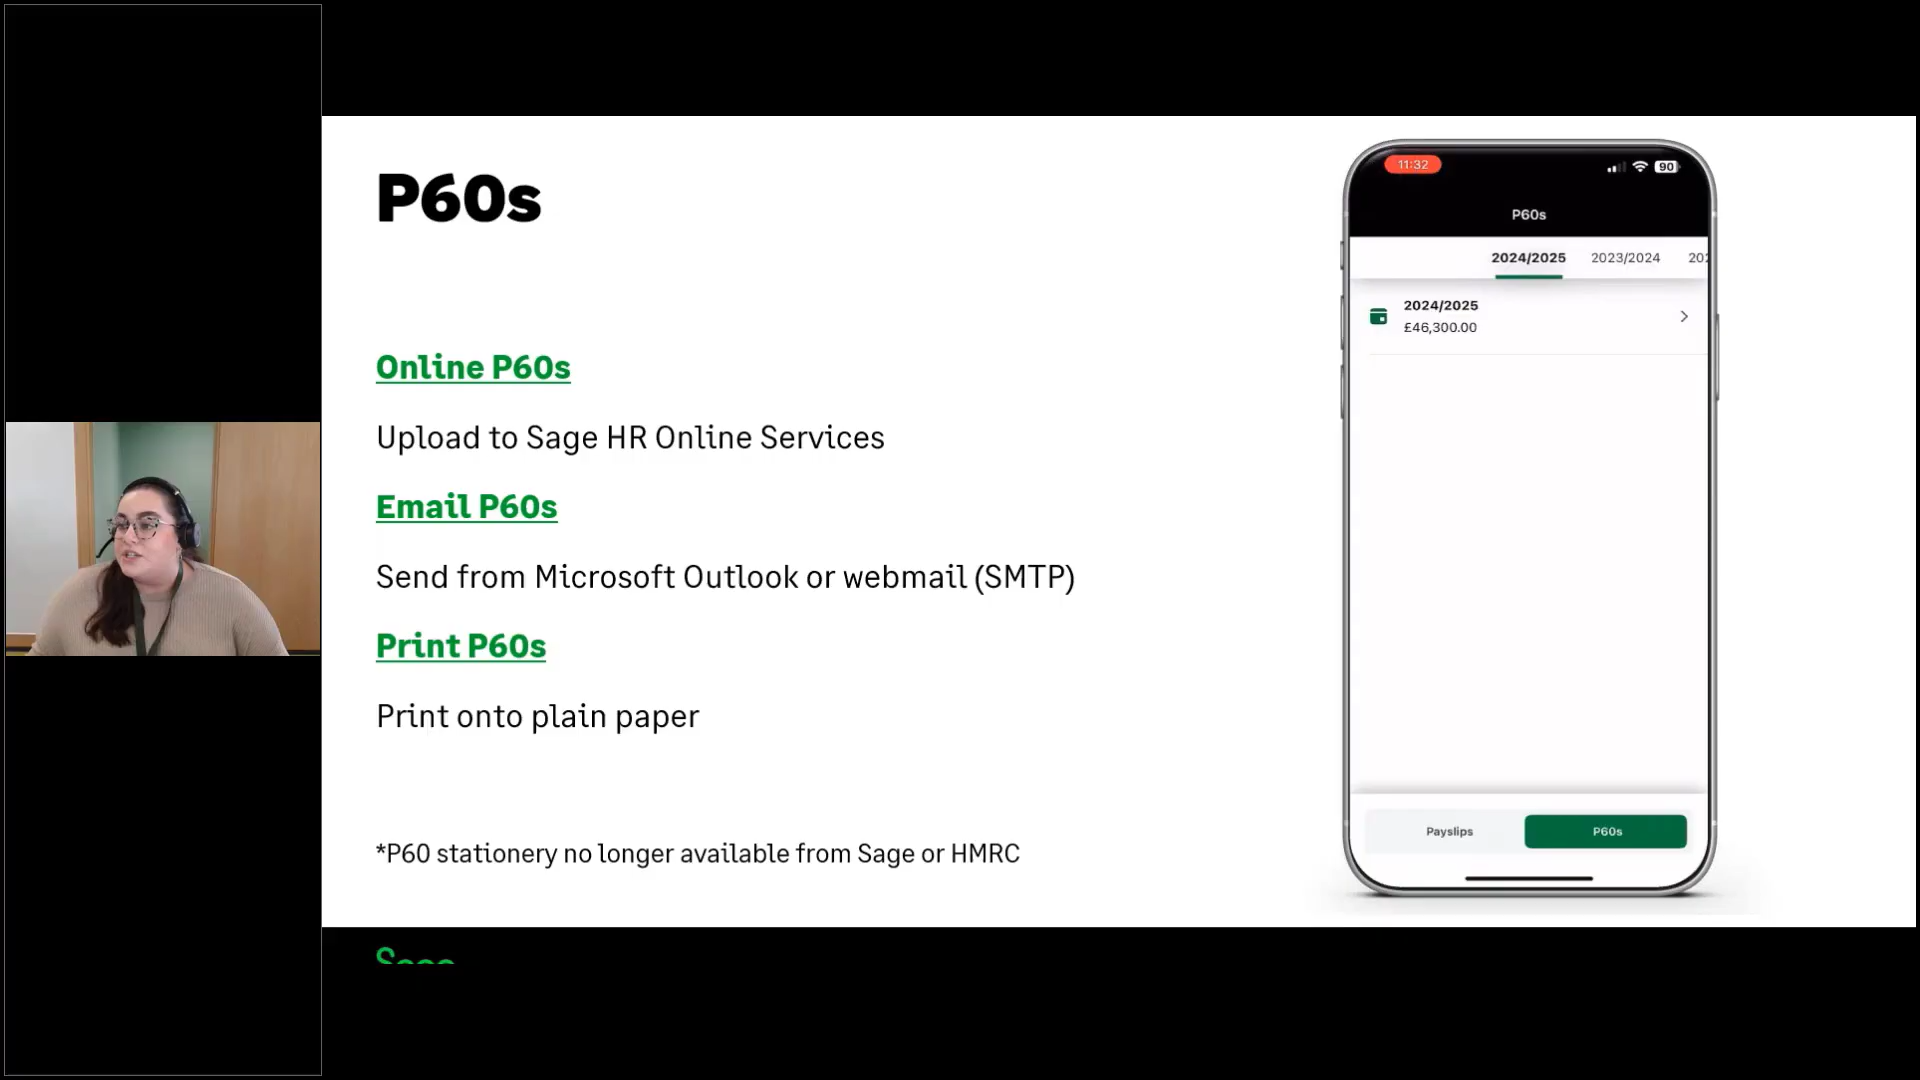 P60s
Online P60s
Upload to Sage HR Online Services
Email P60s
Send from Microsoft Outlook or webmail (SMTP)
Print P60s
Print onto plain paper
*P60 stationery no longer available from Sage or HMRC
11:32
90
P60s
2024/2025 2023/2024 202
2024/2025
£46,300.00
Payslips P60s
Sage